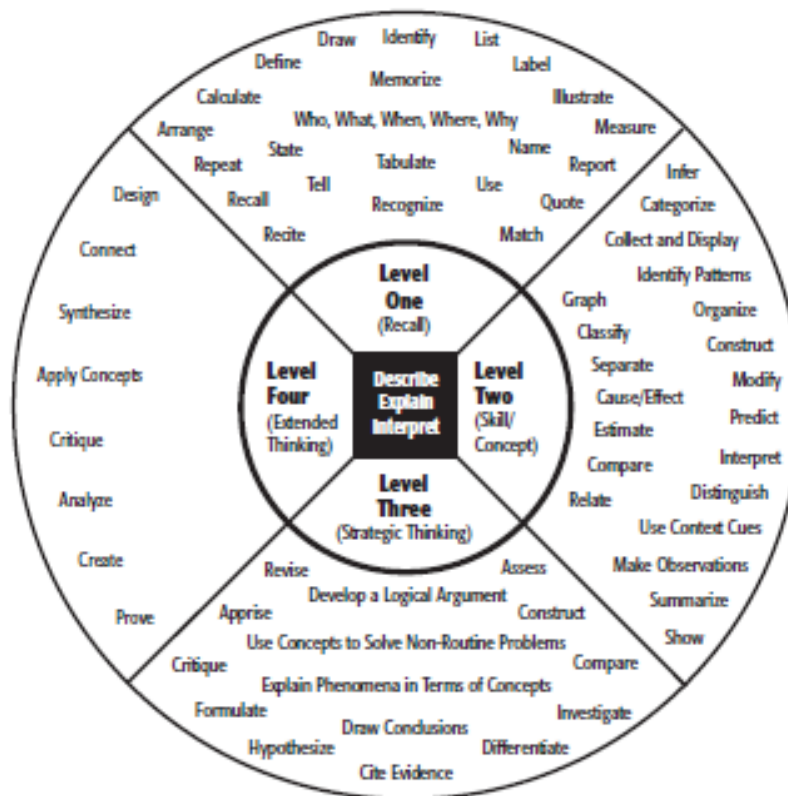 Draw
Identify
List
Define
Memorize
Label
Calculate
Illustrate
Arrange
Who, What, When, Where, Why
Measure
State
Name
Repeat
Tabulate
Report
Tell
Use
Recall
Recognize
Quote
Recite
Match
Level
One
(Recall)
Infer
Categorize
Collect and Display
Identify Patterns
Graph
Organize
Classify
Construct
Separate
Modify
Cause/Effect
Predict
Estimate
Interpret
Compare
Distinguish
Relate
Use Context Cues
Make Observations
Summarize
Show
Level
Two
(Skill/
Concept)
Describe
Explain
Interpret
Level
Three
(Strategic Thinking)
Revise
Assess
Develop a Logical Argument
Apprise
Construct
Use Concepts to Solve Non-Routine Problems
Critique
Compare
Explain Phenomena in Terms of Concepts
Formulate
Investigate
Draw Conclusions
Hypothesize
Differentiate
Cite Evidence
Level
Four
(Extended
Thinking)
Design
Connect
Synthesize
Apply Concepts
Critique
Analyze
Create
Prove